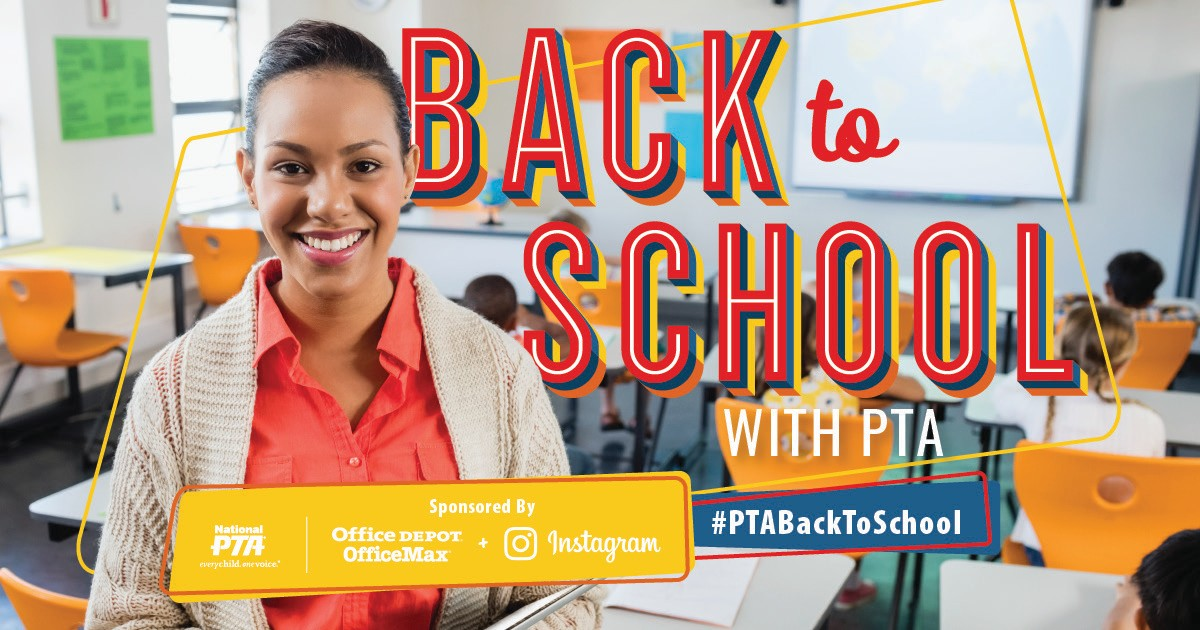 BACK to
SCHOOL
WITH PTA
Sponsored By
National
PTA
everychild.onevoice.
Office DEPOT
OfficeMax
+
Instagram
#PTABackToSchool